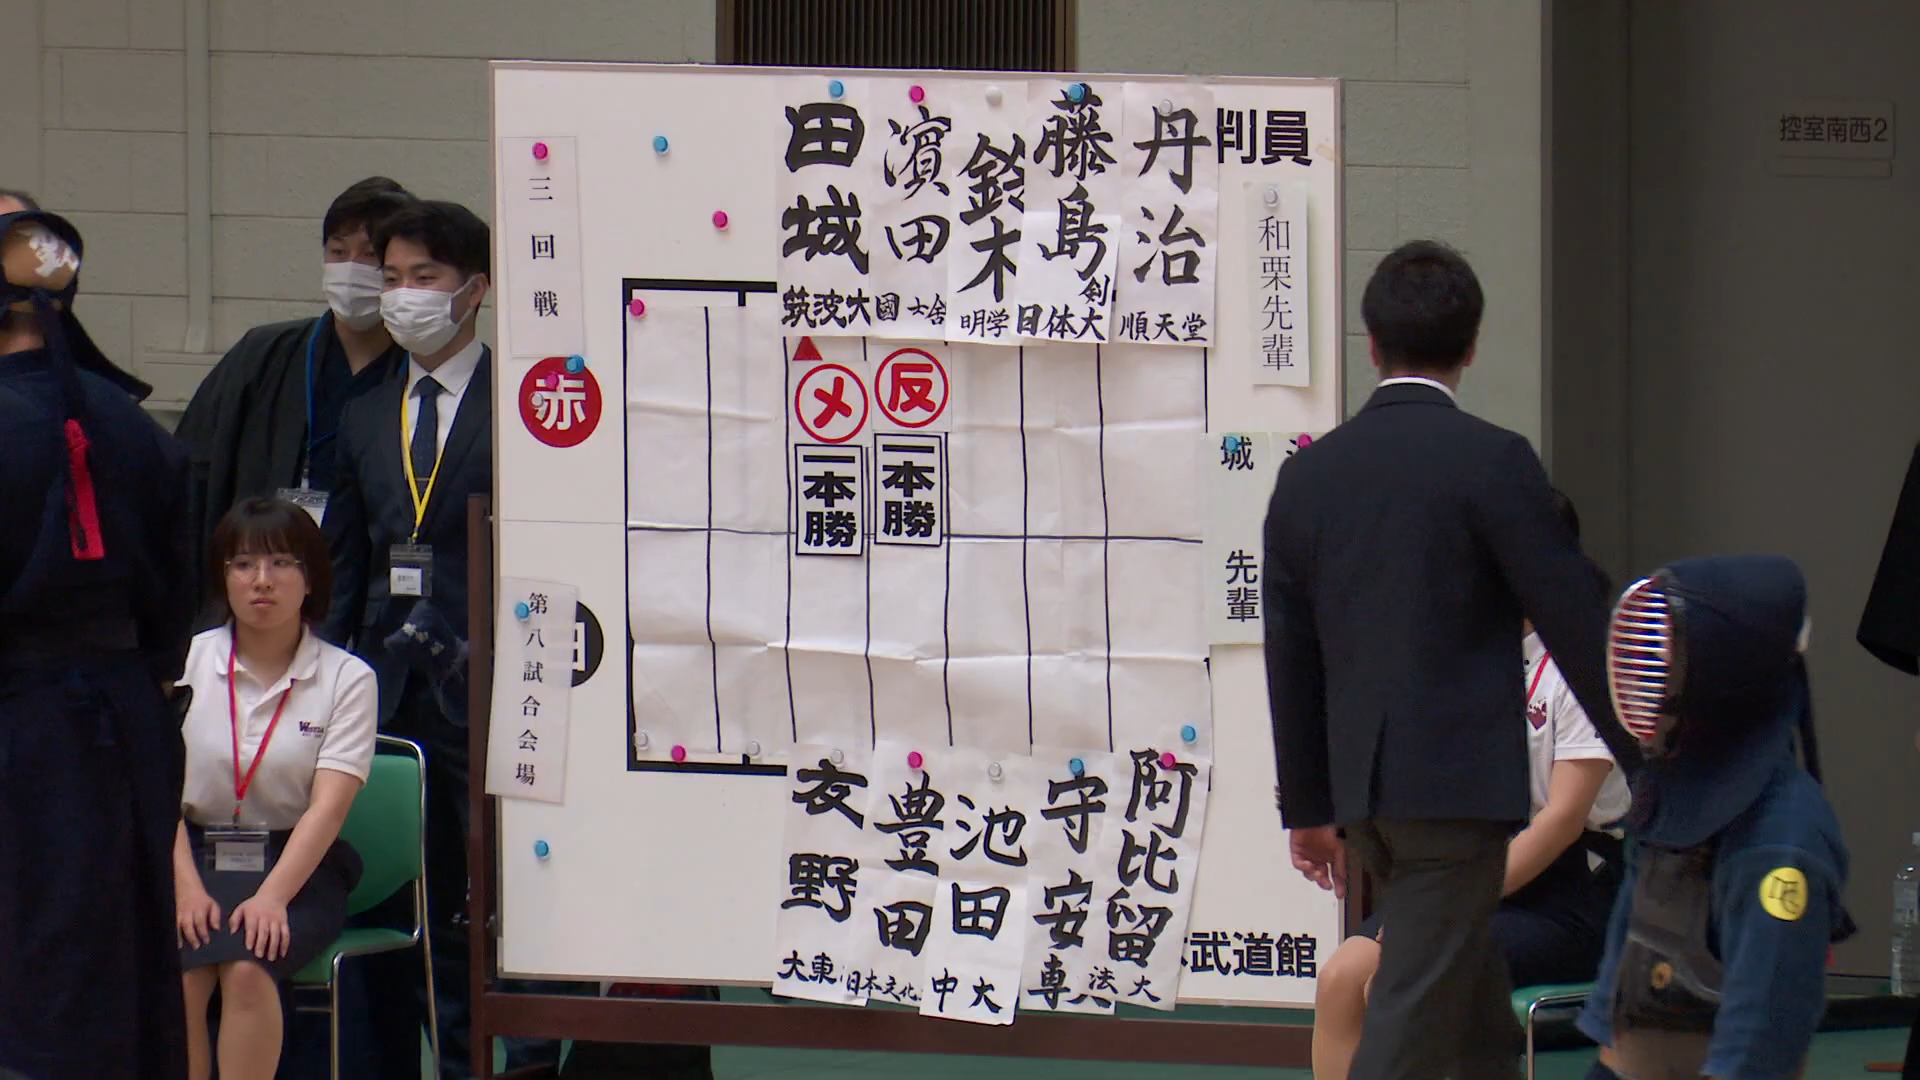 控室南西2
判員
和栗先輩
城
先輩
三回戦
赤
第八試合会場
丹治
順天堂
藤島
剣
日体大
鈴木
明学
濱田
國士舘
田城
筑波大
反
メ
一本勝
一本勝
阿比留
法大
守安
専大
池田
中大
豊田
日本文化
友野
大東
武道館